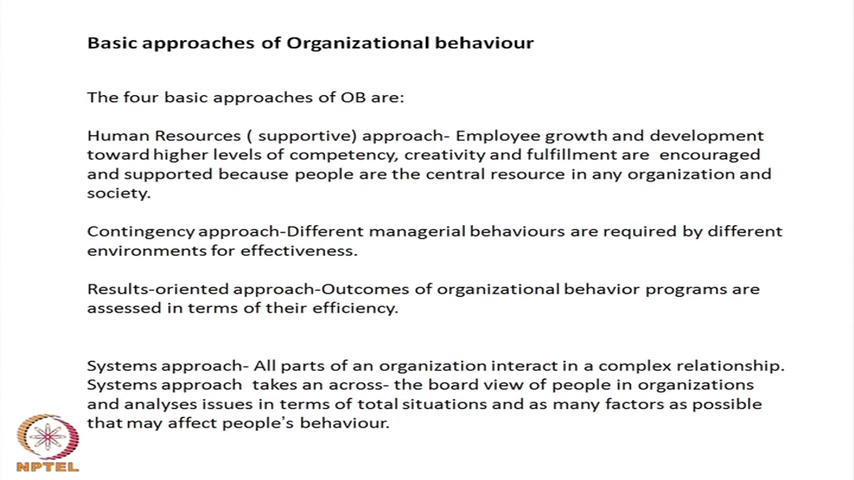 Basic approaches of Organizational behaviour
The four basic approaches of OB are:
Human Resources ( supportive) approach- Employee growth and development
toward higher levels of competency, creativity and fulfillment are encouraged
and supported because people are the central resource in any organization and
society.
Contingency approach-Different managerial behaviours are required by different
environments for effectiveness.
Results-oriented approach-Outcomes of organizational behavior programs are
assessed in terms of their efficiency.
Systems approach- All parts of an organization interact in a complex relationship.
Systems approach takes an across- the board view of people in organizations
and analyses issues in terms of total situations and as many factors as possible
that may affect people's behaviour.
NPTEL